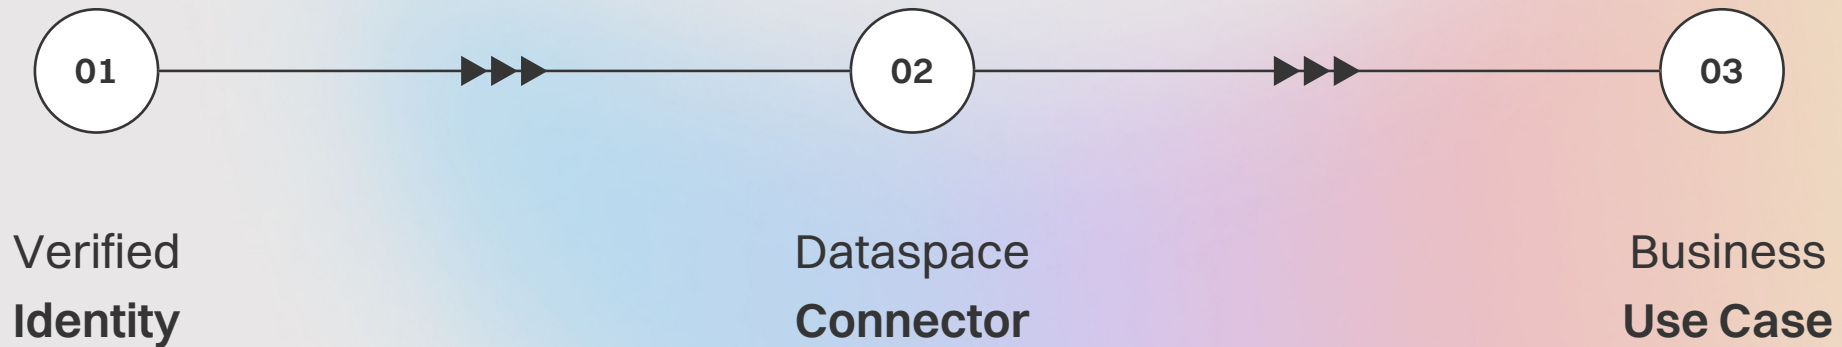 01
02
03
Verified
Identity
Dataspace
Connector
Business
Use Case